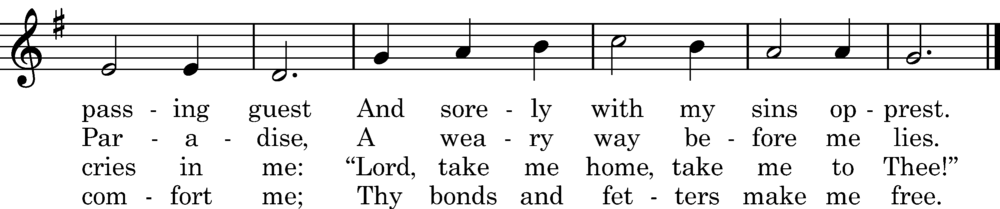 pass - ing guest And sore - ly with my sins op - prest.
Par - a - dise, A wea - ry way be - fore me lies.
cries in me: “Lord, take me home, take me to Thee!”
com - fort me; Thy bonds and fet - ters make me free.